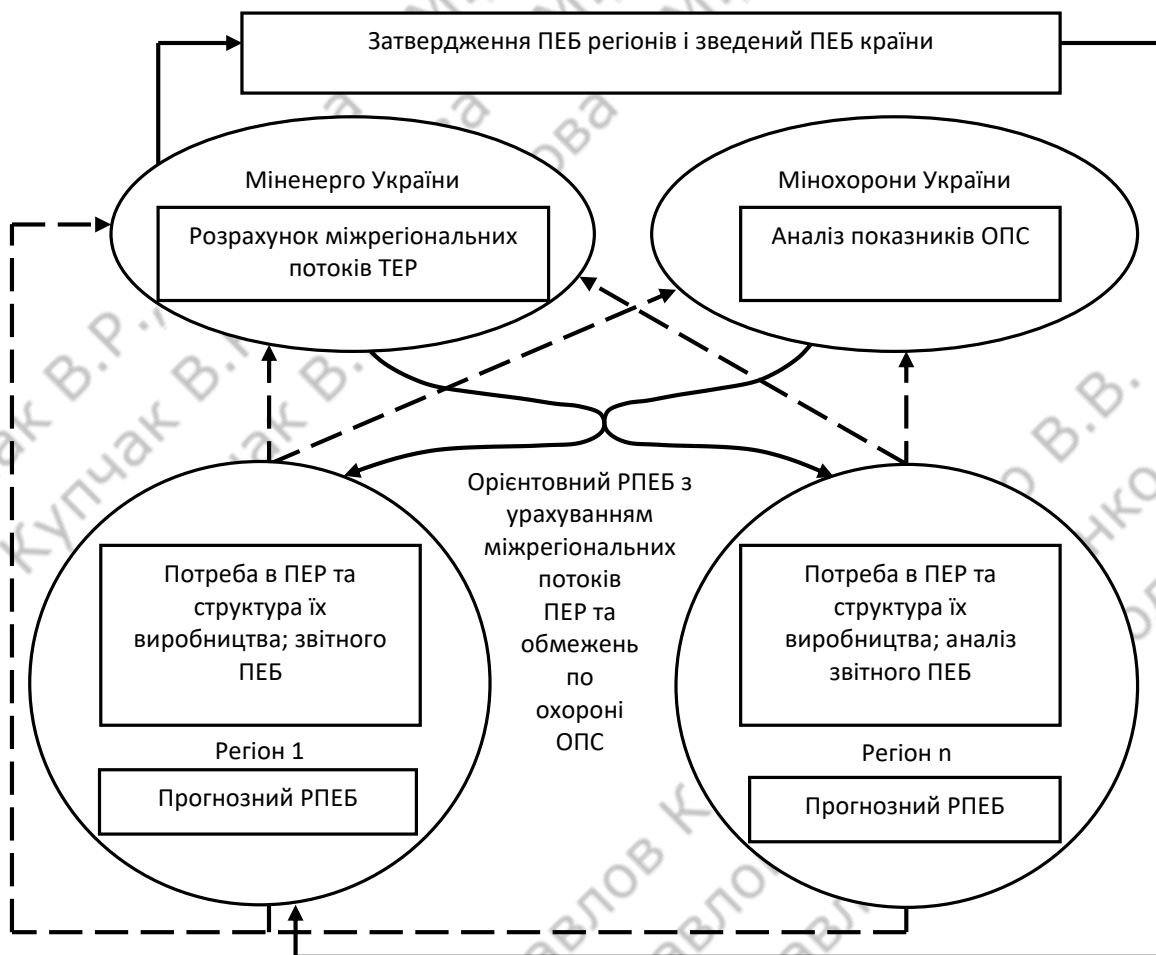 Затвердження ПЕБ регіонів і зведений ПЕБ країни
Міненерго України
Розрахунок міжрегіональних
потоків ТЕР
Мінохорони України
Аналіз показників ОПС
Орієнтовний РПЕБ з
урахуванням
міжрегіональних
потоків
ПЕР та
обмежень
по
охороні
ОПС
Потреба в ПЕР та
структура їх
виробництва; звітного
ПЕБ
Регіон 1
Прогнозний РПЕБ
Потреба в ПЕР та
структура їх
виробництва; аналіз
звітного ПЕБ
Регіон n
Прогнозний РПЕБ
Купчак В.Р.,
Купчак В.
В.В.